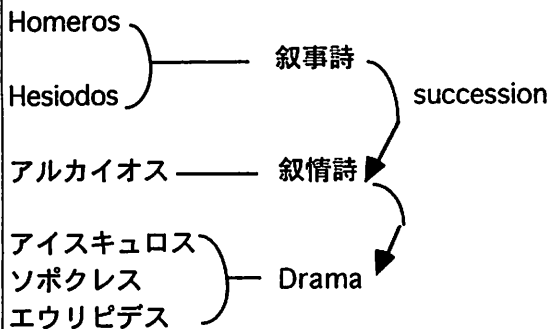 Homeros
叙事詩
Hesiodos
succession
アルカイオス
叙情詩
アイスキュロス
ソポクレス
Drama
エウリピデス